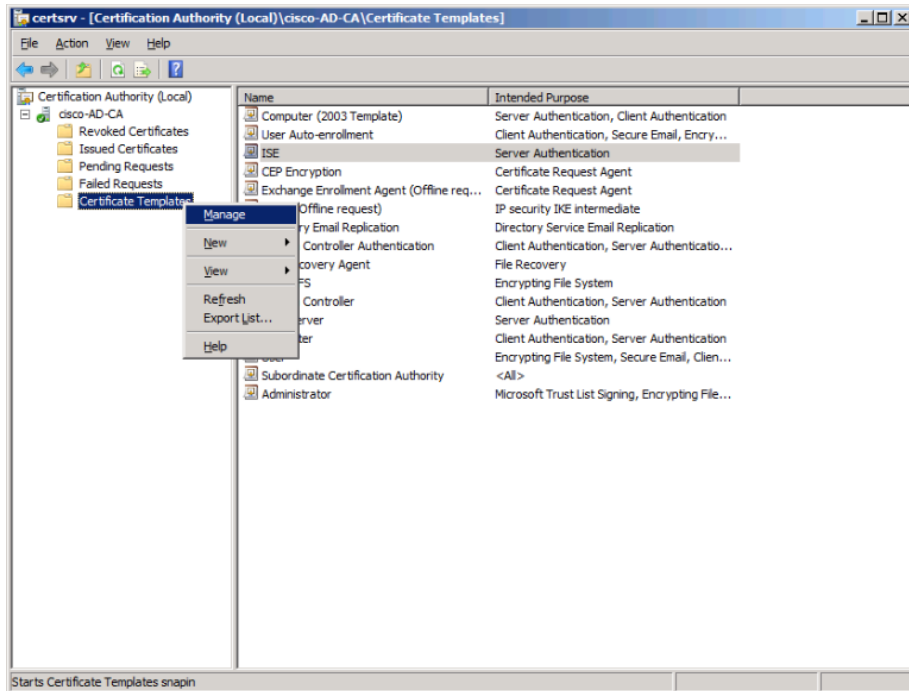 certsrv - [Certification Authority (Local)\cisco-AD-CA\Certificate Templates]
File Action View Help
Certification Authority (Local)
cisco-AD-CA
Revoked Certificates
Issued Certificates
Pending Requests
Failed Requests
Certificate Templates
Manage
New
View
Refresh
Export List...
Help
Name Intended Purpose
Computer (2003 Template) Server Authentication, Client Authentication
User Auto-enrollment Client Authentication, Secure Email, Encry...
ISE Server Authentication
CEP Encryption Certificate Request Agent
Exchange Enrollment Agent (Offline req... Certificate Request Agent
Offline request) IP security IKE intermediate
ry Email Replication Directory Service Email Replication
Controller Authentication Client Authentication, Server Authenticatio...
covery Agent File Recovery
FS Encrypting File System
Controller Client Authentication, Server Authentication
erver Server Authentication
ter Client Authentication, Server Authentication
Encrypting File System, Secure Email, Clien...
Subordinate Certification Authority <All>
Administrator Microsoft Trust List Signing, Encrypting File...
Starts Certificate Templates snapin